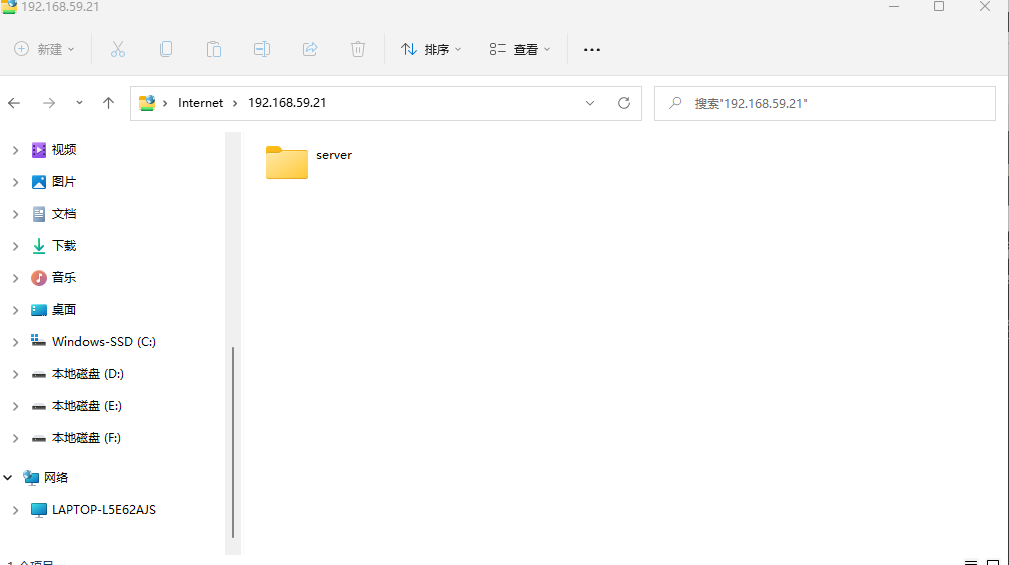 192.168.59.21
新建
排序
查看
Internet
192.168.59.21
搜索"192.168.59.21"
视频
server
图片
文档
下载
音乐
桌面
Windows-SSD (C:)
本地磁盘 (D:)
本地磁盘 (E:)
本地磁盘 (F:)
网络
LAPTOP-L5E62AJS
1 个项目